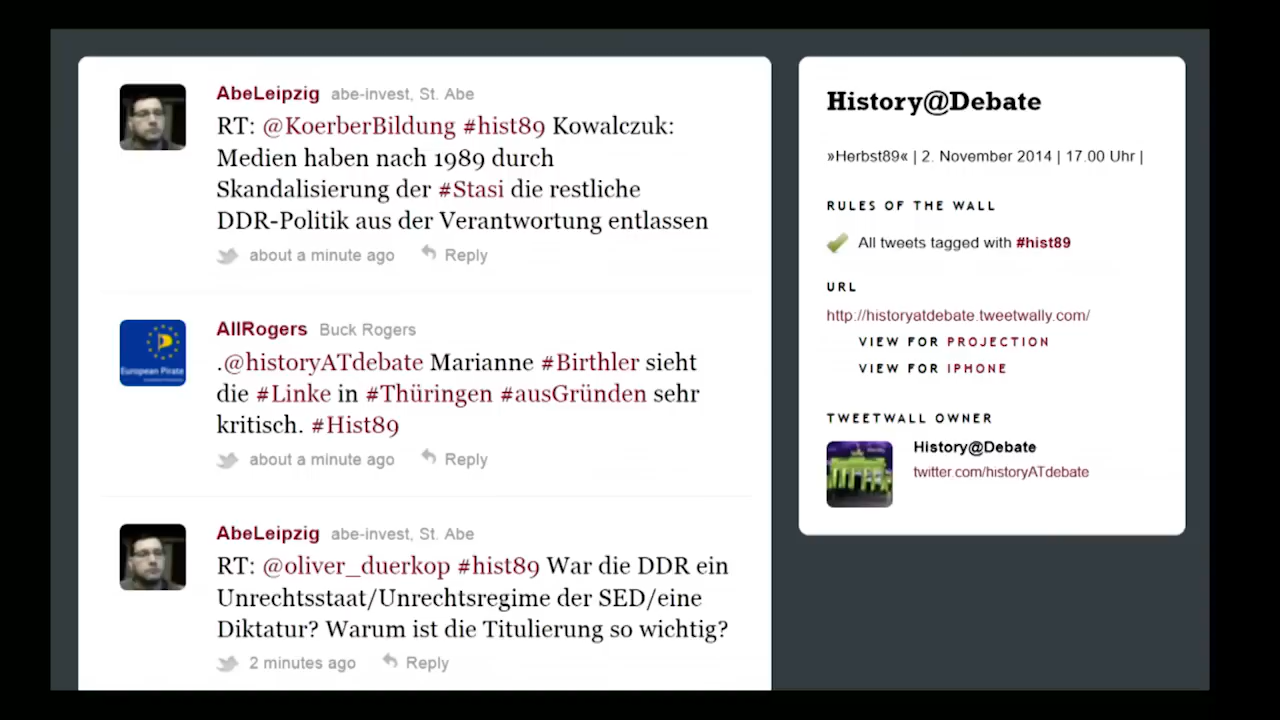 AbeLeipzig abe-invest, St. Abe
RT: @KoerberBildung #hist89 Kowalczuk:
Medien haben nach 1989 durch
Skandalisierung der #Stasi die restliche
DDR-Politik aus der Verantwortung entlassen
about a minute ago Reply
AllRogers Buck Rogers
European Pirate
.@historyATdebate Marianne #Birthler sieht
die #Linke in #Thüringen #ausGründen sehr
kritisch. #Hist89
about a minute ago Reply
AbeLeipzig abe-invest, St. Abe
RT: @oliver_duerkop #hist89 War die DDR ein
Unrechtsstaat/Unrechtsregime der SED/eine
Diktatur? Warum ist die Titulierung so wichtig?
2 minutes ago Reply
History@Debate
»Herbst89« | 2. November 2014 | 17.00 Uhr |
RULES OF THE WALL
All tweets tagged with #hist89
URL
http://historyatdebate.tweetwally.com/
VIEW FOR PROJECTION
VIEW FOR IPHONE
TWEETWALL OWNER
History@Debate
twitter.com/historyATdebate